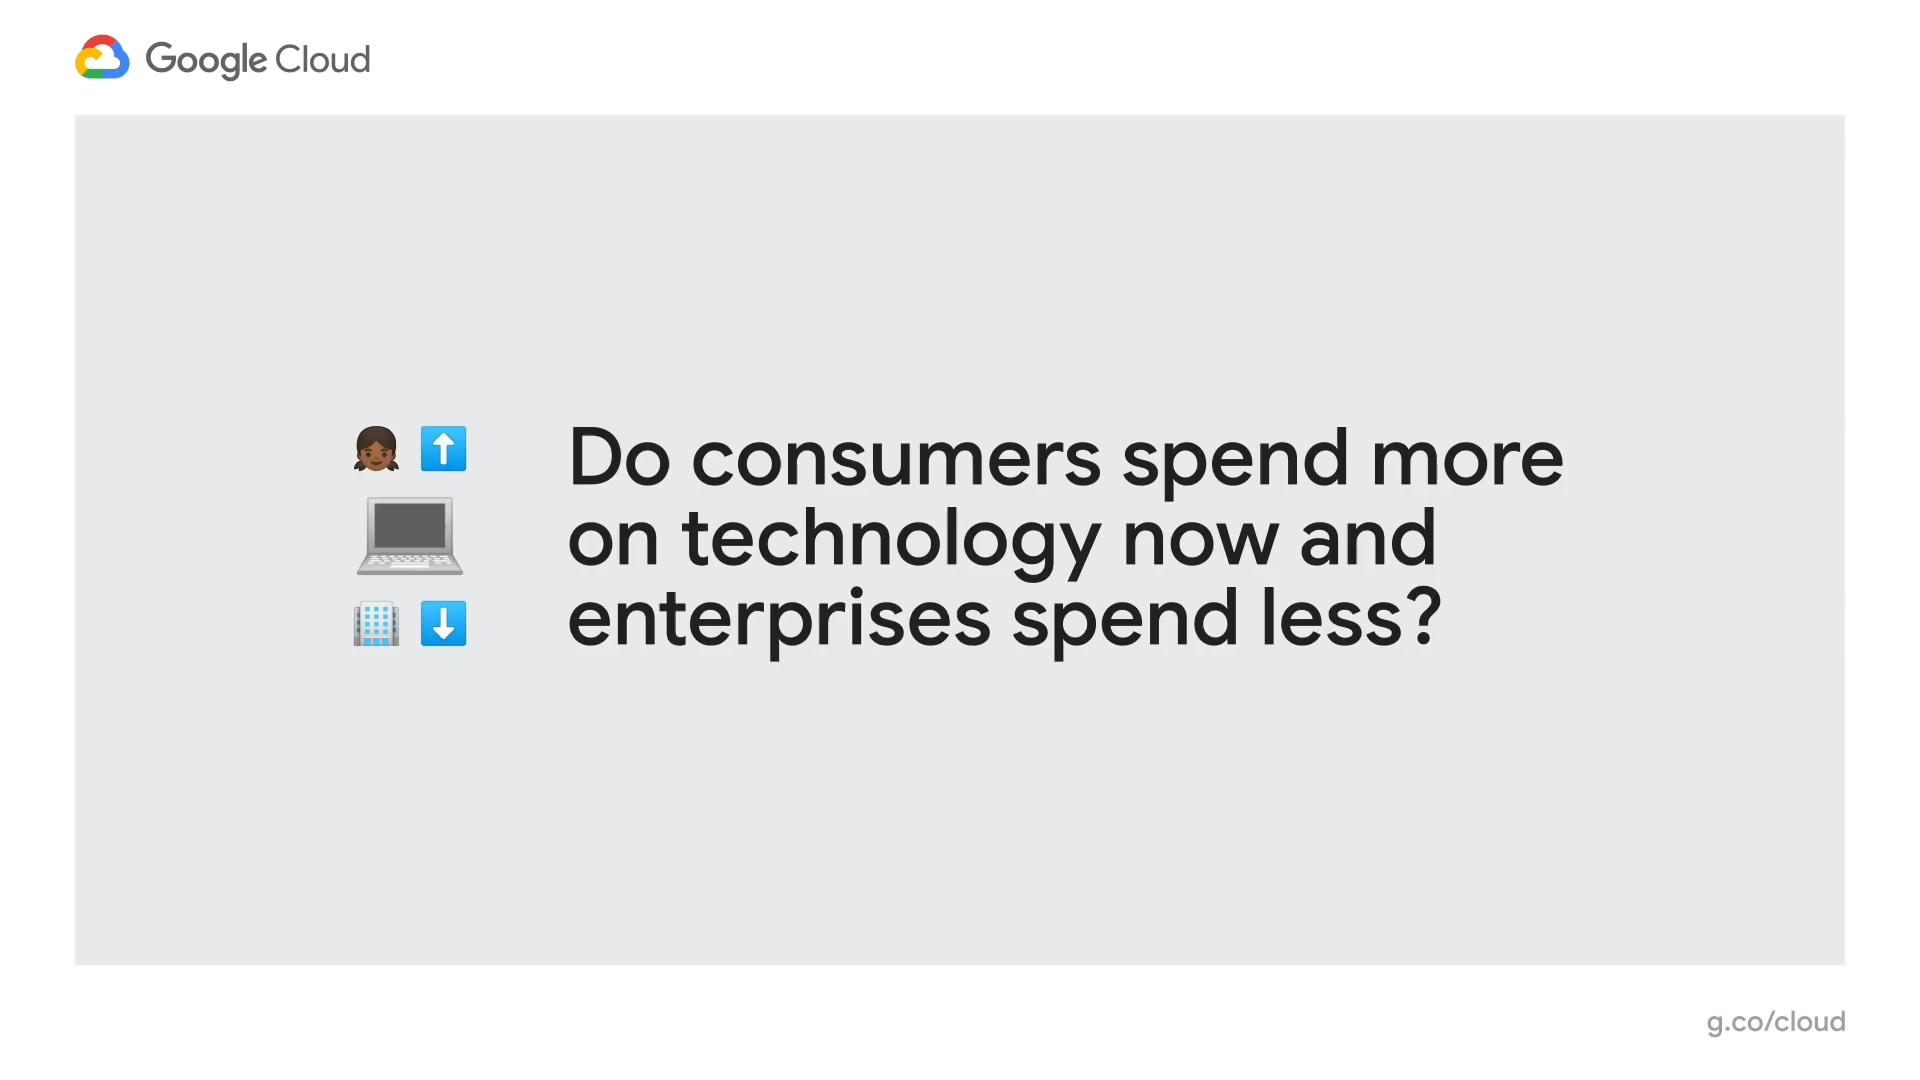 Google Cloud
Do consumers spend more
on technology now and
enterprises spend less?
g.co/cloud